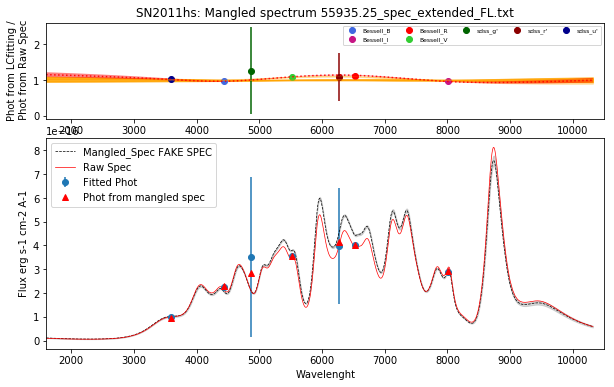 SN2011hs: Mangled spectrum 55935.25_spec_extended_FL.txt
Phot from LCfitting /
Phot from Raw Spec
2
1
0
Bessell_B
Bessell_R
sdss_g'
sdss_r'
sdss_u'
Bessell_I
Bessell_V
2000 3000 4000 5000 6000 7000 8000 9000 10000
1e−16
Flux erg s-1 cm-2 A-1
8
7
6
5
4
3
2
1
0
Mangled_Spec FAKE SPEC
Raw Spec
Fitted Phot
Phot from mangled spec
2000 3000 4000 5000 6000 7000 8000 9000 10000
Wavelenght